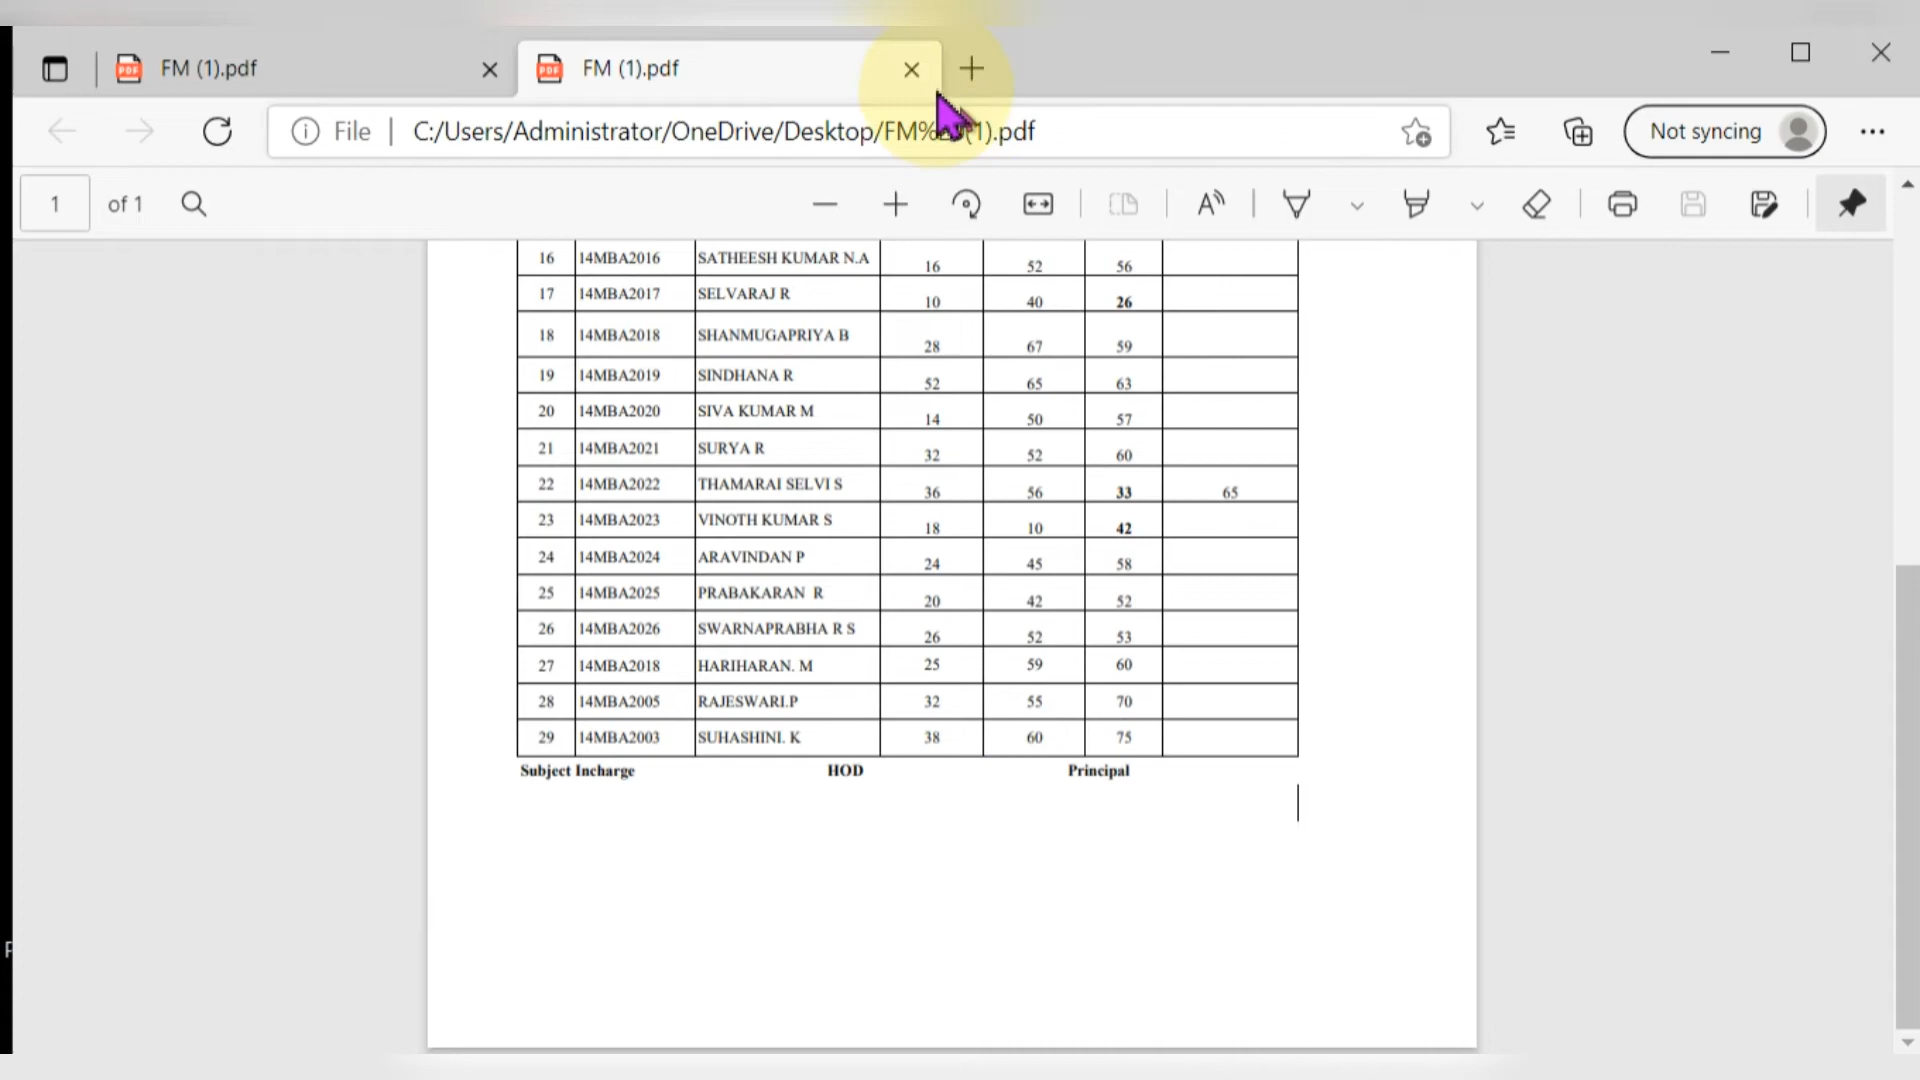 FM (1).pdf
FM (1).pdf
File
C:/Users/Administrator/OneDrive/Desktop/FM%
(1).pdf
Not syncing
1 of 1
16 14MBA2016 SATHEESH KUMAR N.A 16 52 56
17 14MBA2017 SELVARAJ R 10 40 26
18 14MBA2018 SHANMUGAPRIYA B 28 67 59
19 14MBA2019 SINDHANA R 52 65 63
20 14MBA2020 SIVA KUMAR M 14 50 57
21 14MBA2021 SURYA R 32 52 60
22 14MBA2022 THAMARAI SELVI S 36 56 33 65
23 14MBA2023 VINOTH KUMAR S 18 10 42
24 14MBA2024 ARAVINDAN P 24 45 58
25 14MBA2025 PRABAKARAN R 20 42 52
26 14MBA2026 SWARNAPRABHA R S 26 52 53
27 14MBA2018 HARIHARAN. M 25 59 60
28 14MBA2005 RAJESWARI.P 32 55 70
29 14MBA2003 SUHASHINI. K 38 60 75
Subject Incharge HOD Principal